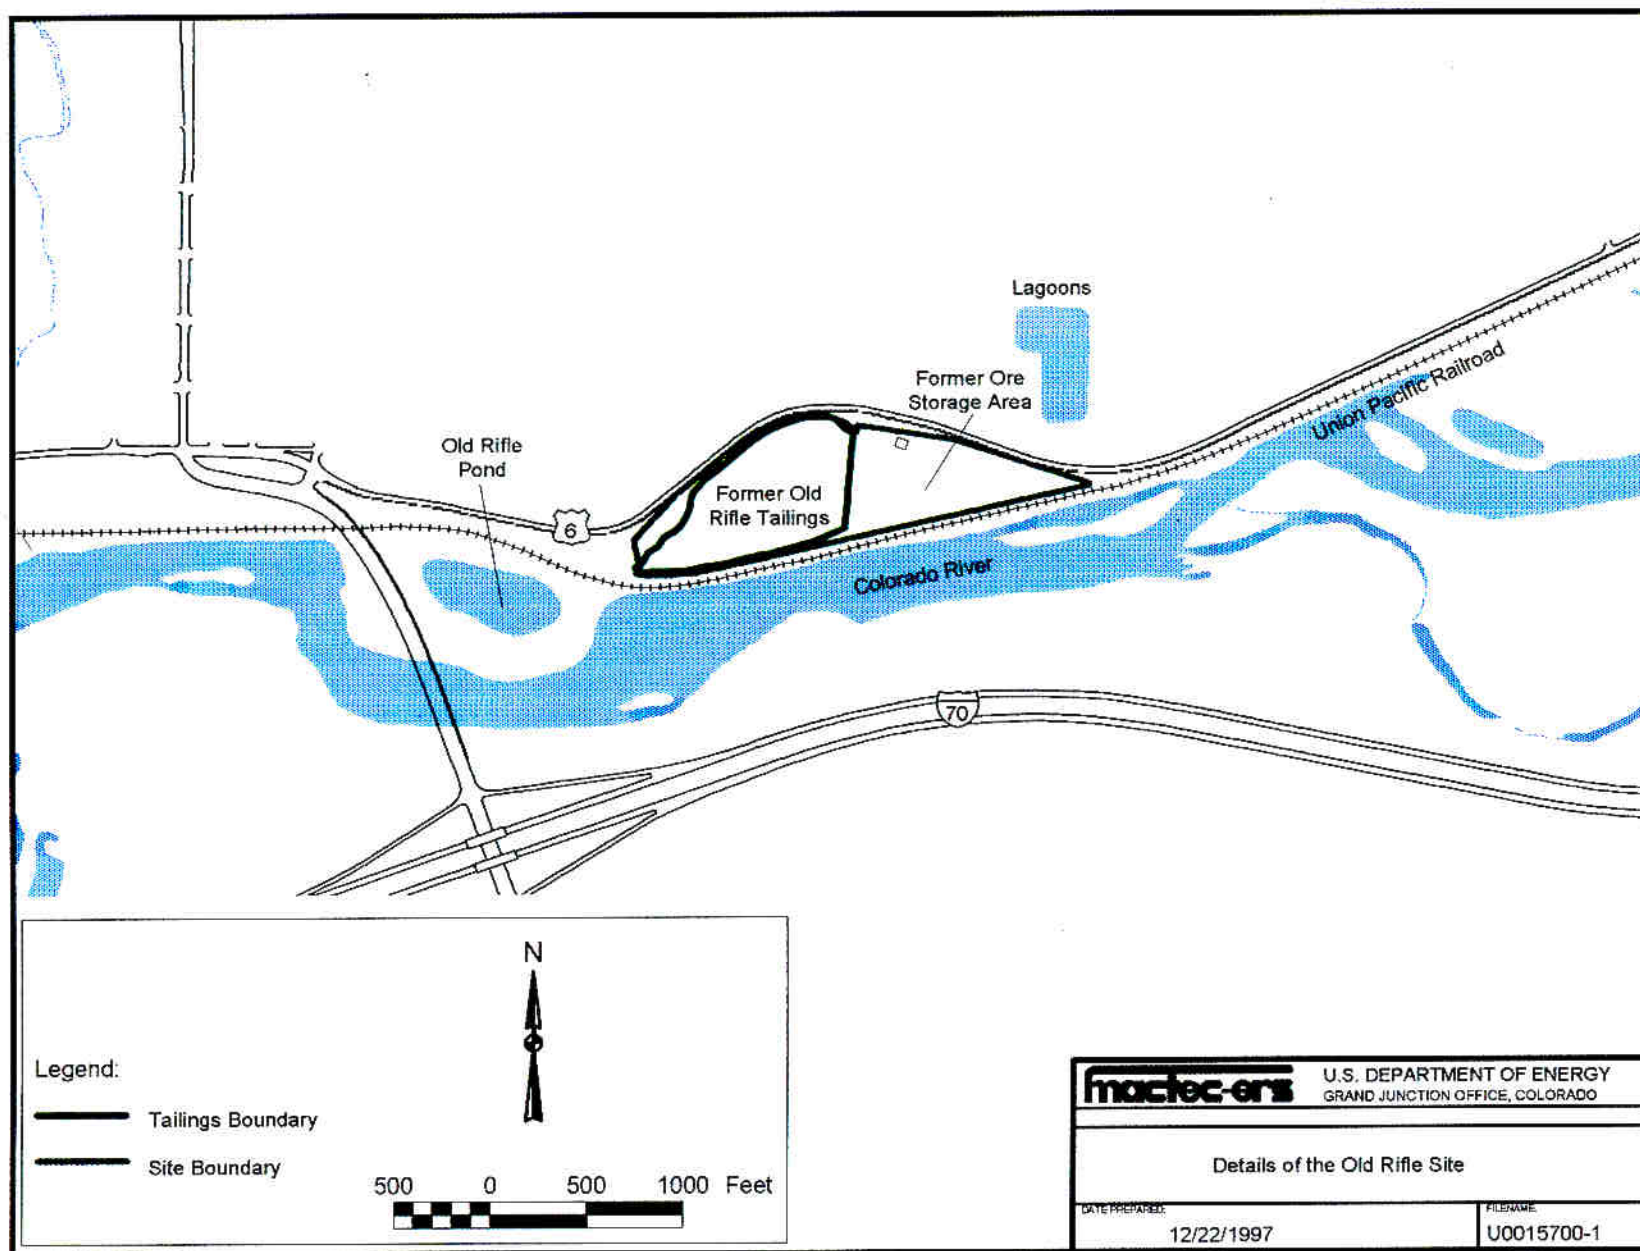 Lagoons
Former Ore
Storage Area
Union Pacific Railroad
Old Rifle
Pond
Former Old
Rifle Tailings
6
Colorado River
70
N
Legend:
Tailings Boundary
Site Boundary
500 0 500 1000 Feet
mactec-ers
U.S. DEPARTMENT OF ENERGY
GRAND JUNCTION OFFICE, COLORADO
Details of the Old Rifle Site
DATE PREPARED:
12/22/1997
FILENAME:
U0015700-1